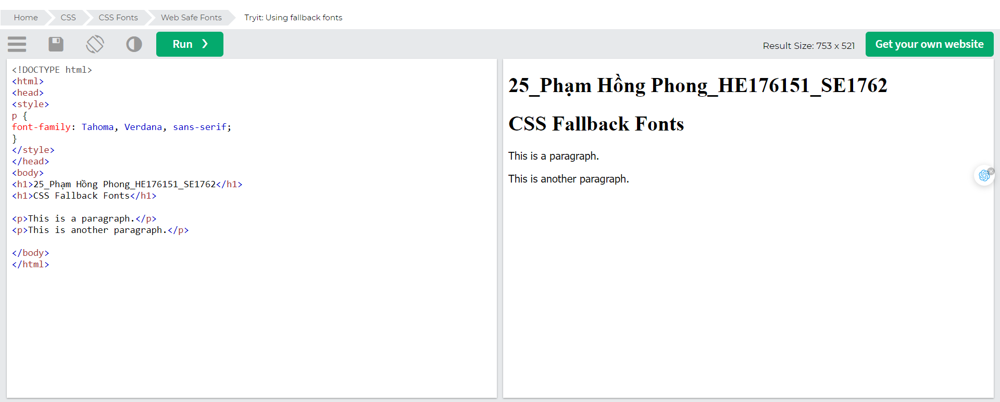 Home CSS CSS Fonts Web Safe Fonts Tryit: Using fallback fonts
Run ❯
Result Size: 753 x 521
Get your own website
<!DOCTYPE html>
<html>
<head>
<style>
p {
font-family: Tahoma, Verdana, sans-serif;
}
</style>
</head>
<body>
<h1>25_Phạm Hồng Phong_HE176151_SE1762</h1>
<h1>CSS Fallback Fonts</h1>
<p>This is a paragraph.</p>
<p>This is another paragraph.</p>
</body>
</html>
25_Phạm Hồng Phong_HE176151_SE1762
CSS Fallback Fonts
This is a paragraph.
This is another paragraph.